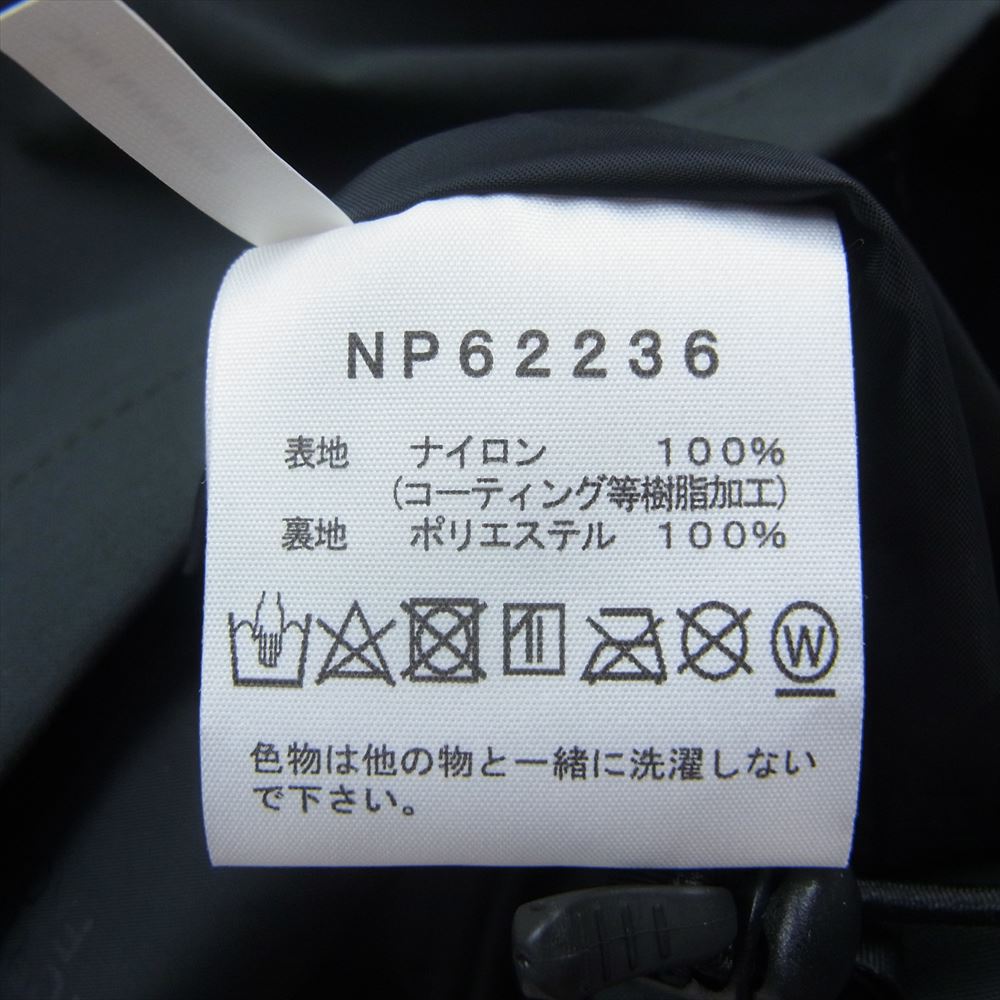 NP62236
表地 ナイロン 100%
(コーティング等樹脂加工)
裏地 ポリエステル 100%
W
色物は他の物と一緒に洗濯しない
で下さい。